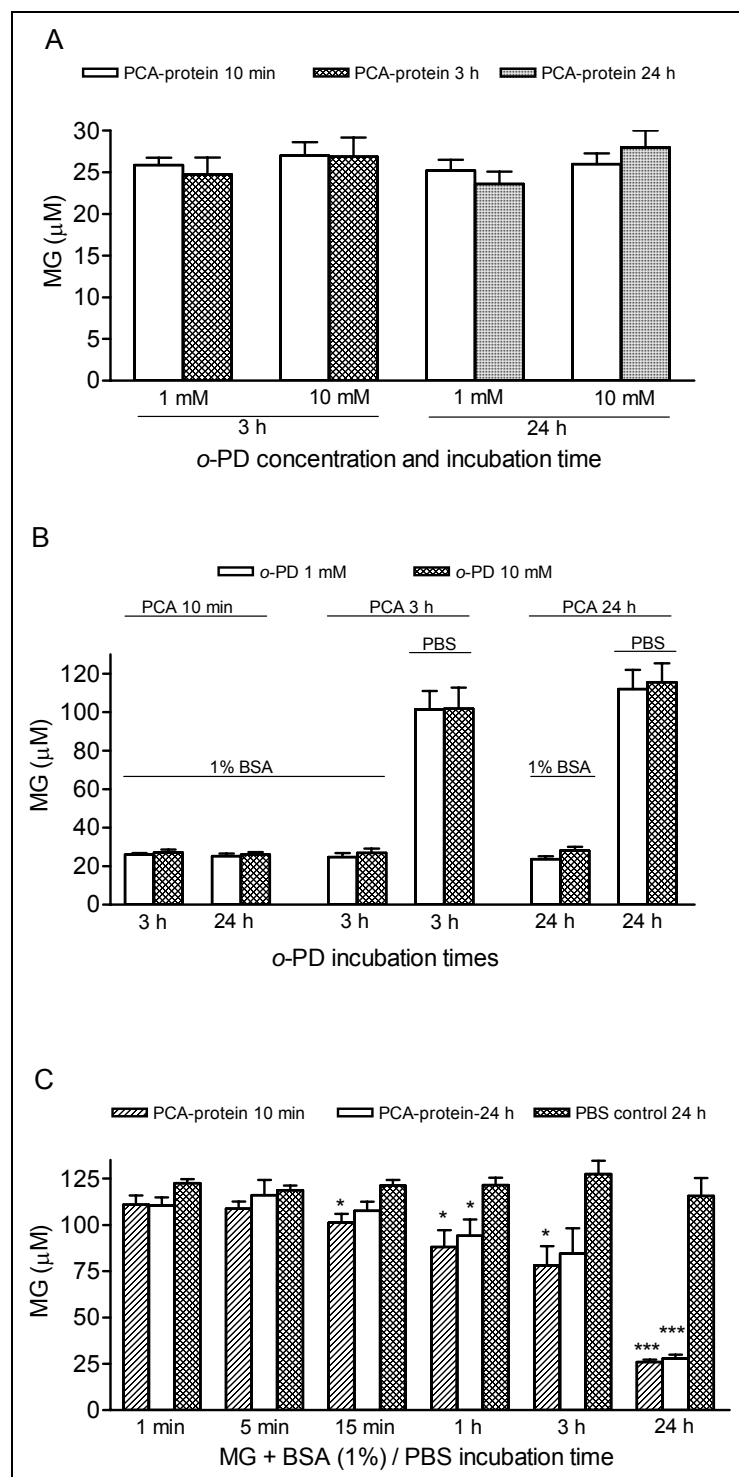 A
PCA-protein 10 min PCA-protein 3 h PCA-protein 24 h
30
25
20
15
10
5
0
MG (μM)
1 mM 10 mM 1 mM 10 mM
3 h 24 h
o-PD concentration and incubation time
B
o-PD 1 mM o-PD 10 mM
PCA 10 min PCA 3 h PCA 24 h
PBS PBS
120
100
80
60
40
20
0
MG (μM)
1% BSA 1% BSA
3 h 24 h 3 h 3 h 24 h 24 h
o-PD incubation times
C
PCA-protein 10 min PCA-protein-24 h PBS control 24 h
125
100
75
50
25
0
MG (μM)
* * * * *** ***
1 min 5 min 15 min 1 h 3 h 24 h
MG + BSA (1%) / PBS incubation time